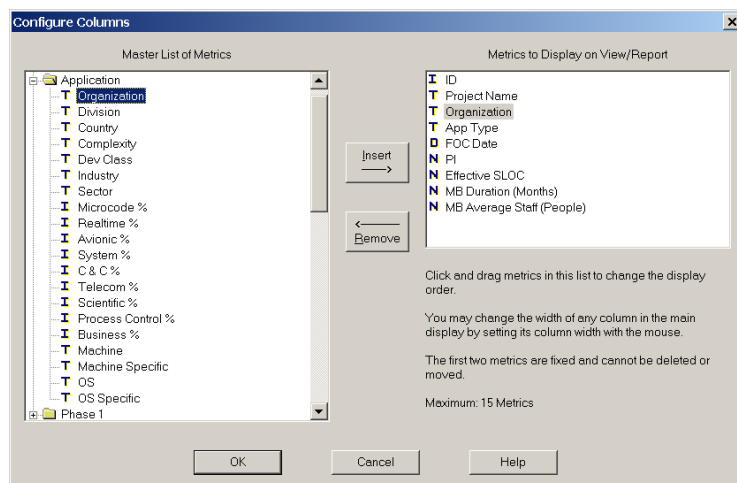 Configure Columns
Master List of Metrics
Application
T Organization
T Division
T Country
T Complexity
T Dev Class
T Industry
T Sector
I Microcode %
I Realtime %
I Avionic %
I System %
I C & C %
I Telecom %
I Scientific %
I Process Control %
I Business %
T Machine
T Machine Specific
T OS
T OS Specific
Phase 1
Insert
Remove
Metrics to Display on View/Report
I ID
T Project Name
T Organization
T App Type
D FOC Date
N PI
N Effective SLOC
N MB Duration (Months)
N MB Average Staff (People)
Click and drag metrics in this list to change the display
order.
You may change the width of any column in the main
display by setting its column width with the mouse.
The first two metrics are fixed and cannot be deleted or
moved.
Maximum: 15 Metrics
OK
Cancel
Help